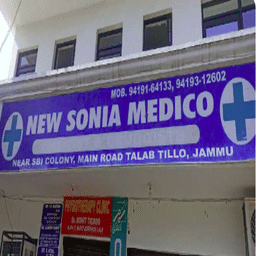 MOB. 94191-64133, 94193-12602
NEW SONIA MEDICO
NEAR SBI COLONY, MAIN ROAD TALAB TILLO, JAMMU
PHYSIOTHERAPY CLINIC